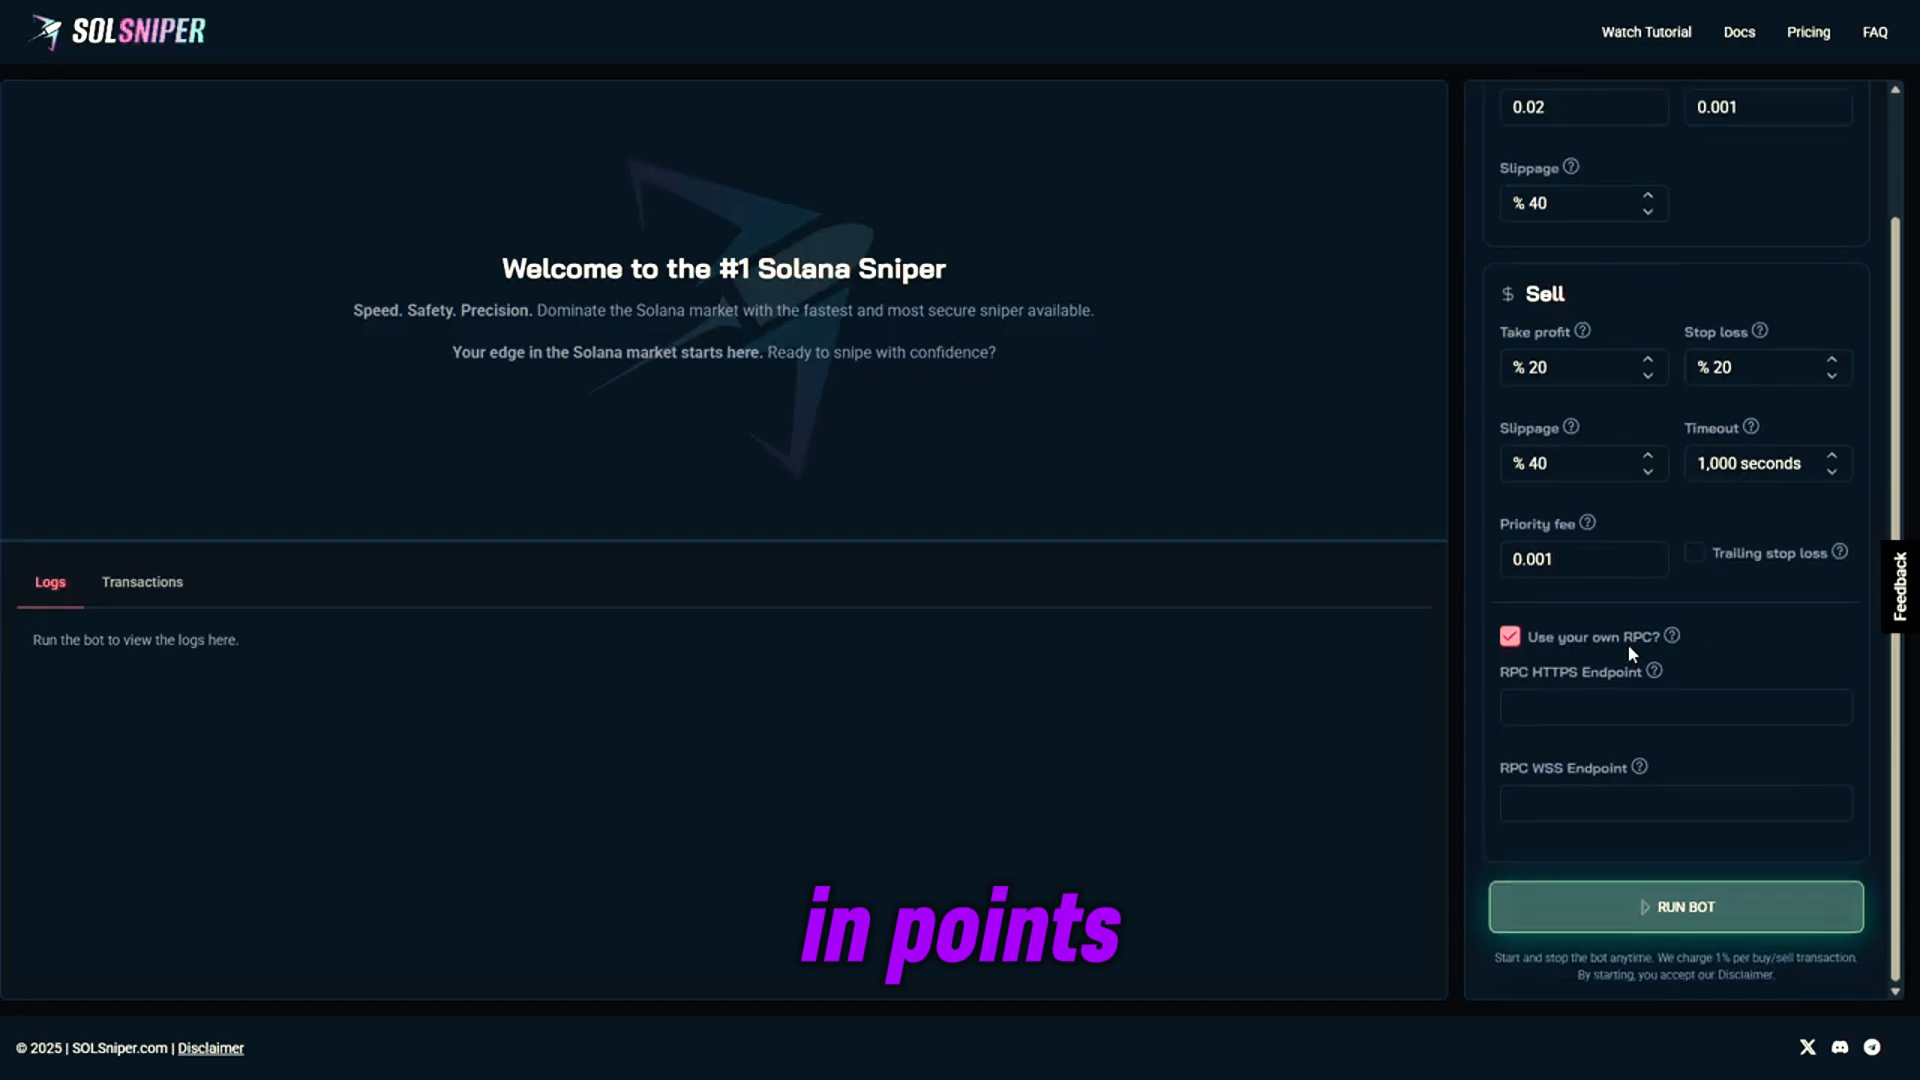 SOLSNIPER
Watch Tutorial
Docs
Pricing
FAQ
Welcome to the #1 Solana Sniper
Speed. Safety. Precision. Dominate the Solana market with the fastest and most secure sniper available.
Your edge in the Solana market starts here. Ready to snipe with confidence?
Logs
Transactions
Run the bot to view the logs here.
0.02
0.001
Slippage
% 40
$ Sell
Take profit
Stop loss
% 20
% 20
Slippage
Timeout
% 40
1,000 seconds
Priority fee
0.001
Trailing stop loss
Use your own RPC?
RPC HTTPS Endpoint
RPC WSS Endpoint
RUN BOT
Start and stop the bot anytime. We charge 1% per buy/sell transaction.
By starting, you accept our Disclaimer.
Feedback
in points
© 2025 | SOLSniper.com | Disclaimer